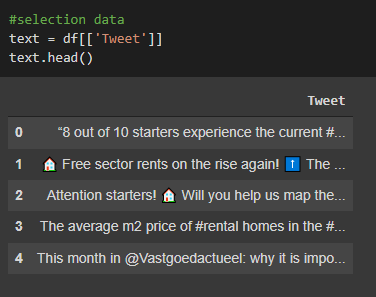 #selection data
text = df[['Tweet']]
text.head()
Tweet
0 “8 out of 10 starters experience the current #...
1 🏠 Free sector rents on the rise again! ⬆️ The ...
2 Attention starters! 🏠 Will you help us map the...
3 The average m2 price of #rental homes in the #...
4 This month in @Vastgoedactueel: why it is impo...